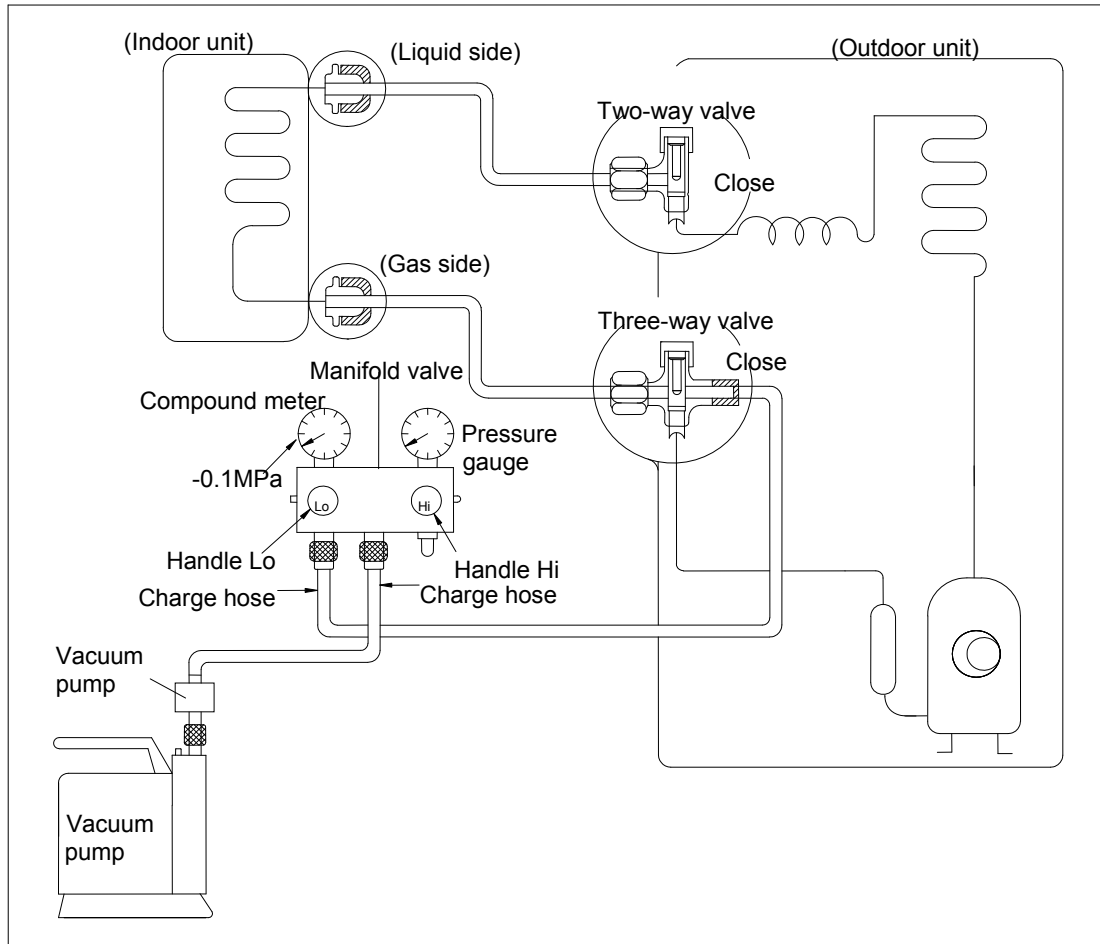 (Indoor unit)
(Liquid side)
(Outdoor unit)
Two-way valve
Close
(Gas side)
Three-way valve
Close
Manifold valve
Compound meter
Pressure
gauge
-0.1MPa
Lo
Hi
Handle Lo
Handle Hi
Charge hose
Charge hose
Vacuum
pump
Vacuum
pump